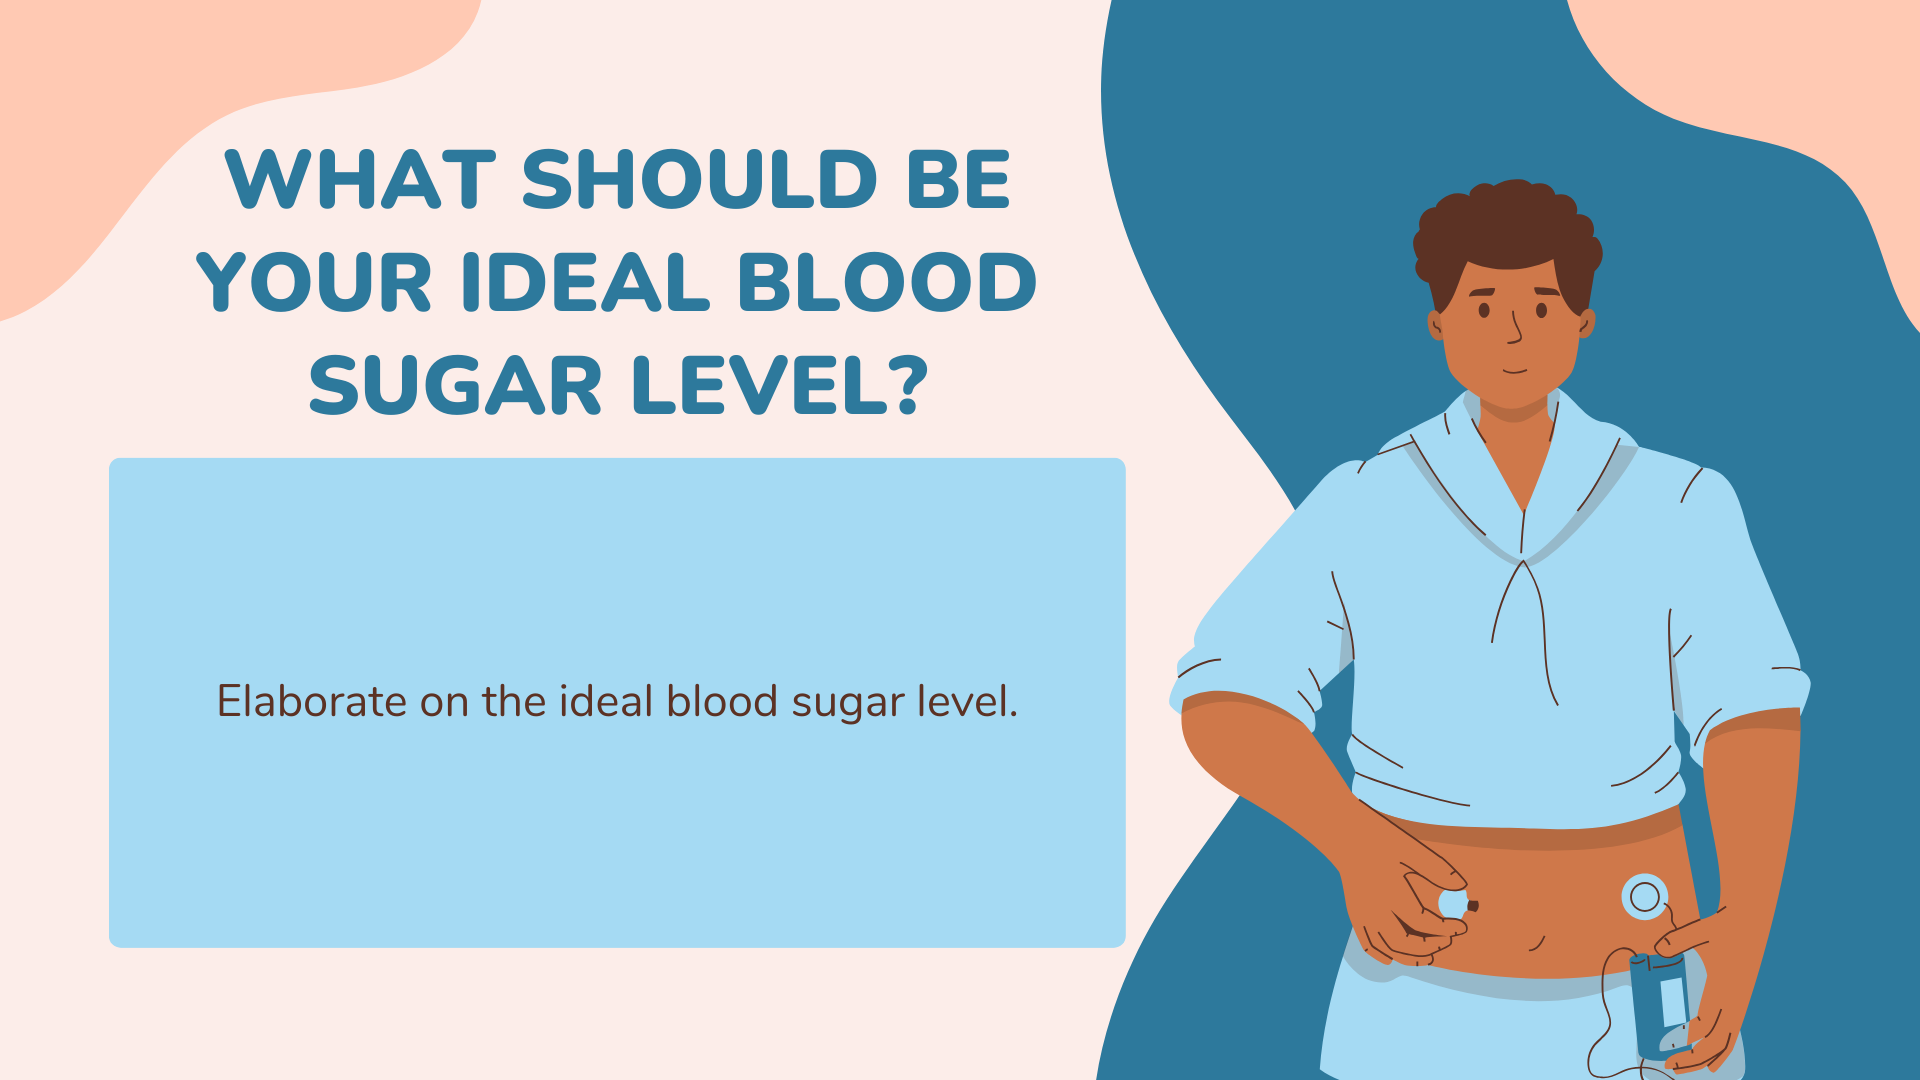 WHAT SHOULD BE
YOUR IDEAL BLOOD
SUGAR LEVEL?
Elaborate on the ideal blood sugar level.